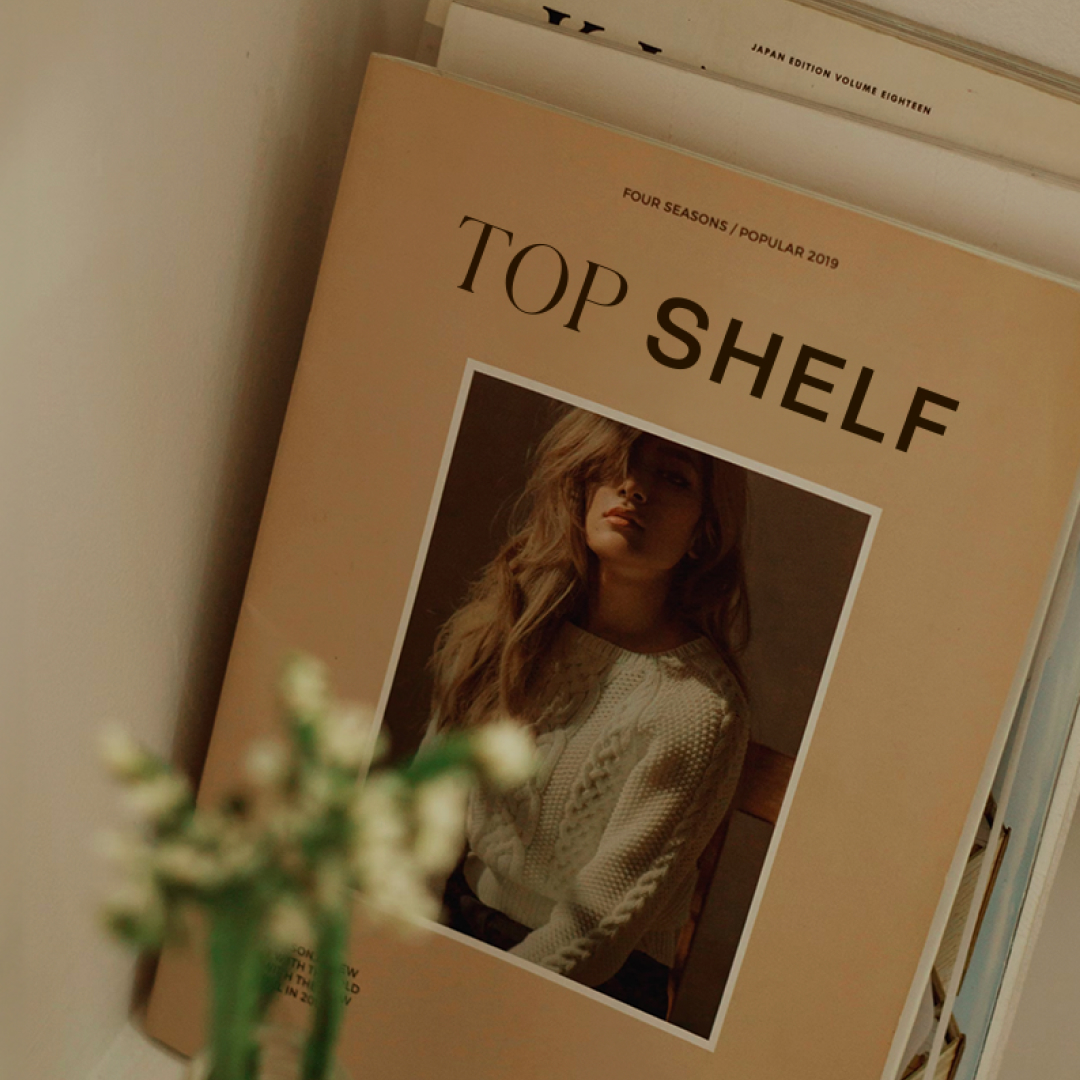 JAPAN EDITION VOLUME EIGHTEEN
FOUR SEASONS / POPULAR 2019
TOP SHELF